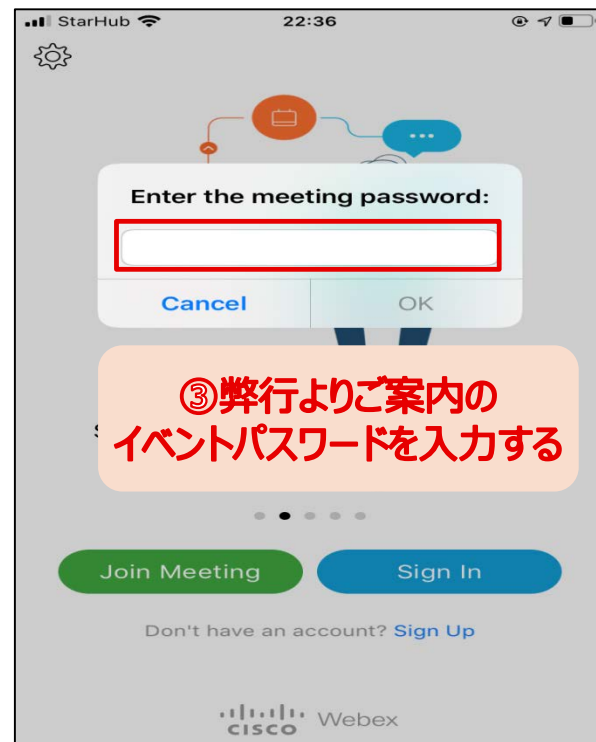 StarHub 22:36
Enter the meeting password:
Cancel OK
③弊行よりご案内の
イベントパスワードを入力する
Join Meeting Sign In
Don't have an account? Sign Up
CISCO Webex